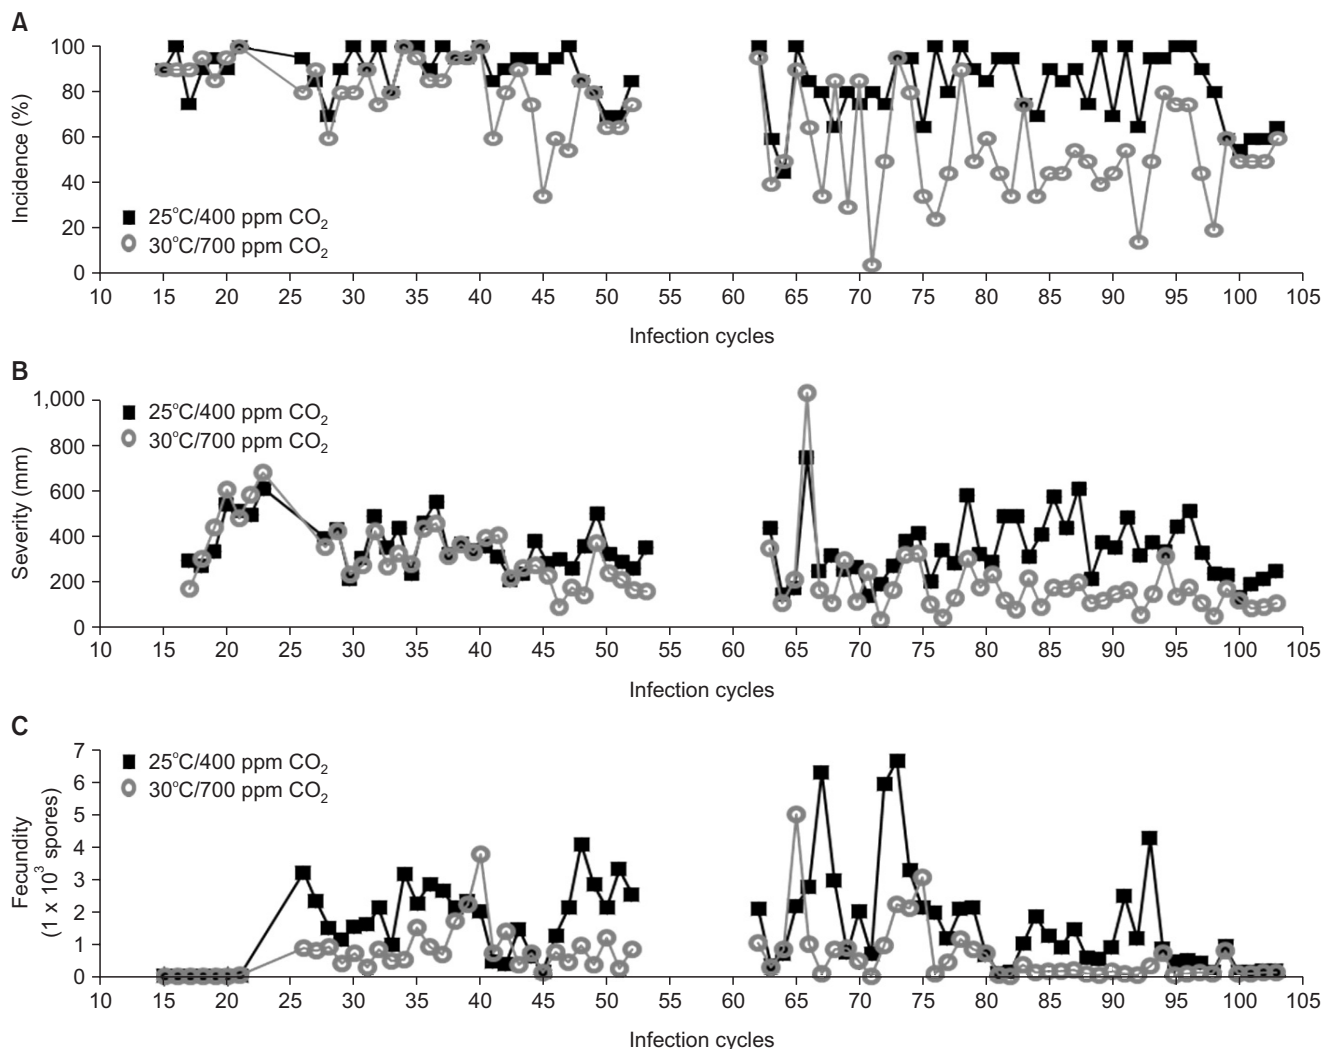 A
100
80
60
40
20
0
Incidence (%)
25°C/400 ppm CO₂
30°C/700 ppm CO₂
10 15 20 25 30 35 40 45 50 55 60 65 70 75 80 85 90 95 100 105
Infection cycles
B
1,000
800
600
400
200
0
Severity (mm)
25°C/400 ppm CO₂
30°C/700 ppm CO₂
10 15 20 25 30 35 40 45 50 55 60 65 70 75 80 85 90 95 100 105
Infection cycles
C
7
6
5
4
3
2
1
0
Fecundity
(1 x 10³ spores)
25°C/400 ppm CO₂
30°C/700 ppm CO₂
10 15 20 25 30 35 40 45 50 55 60 65 70 75 80 85 90 95 100 105
Infection cycles